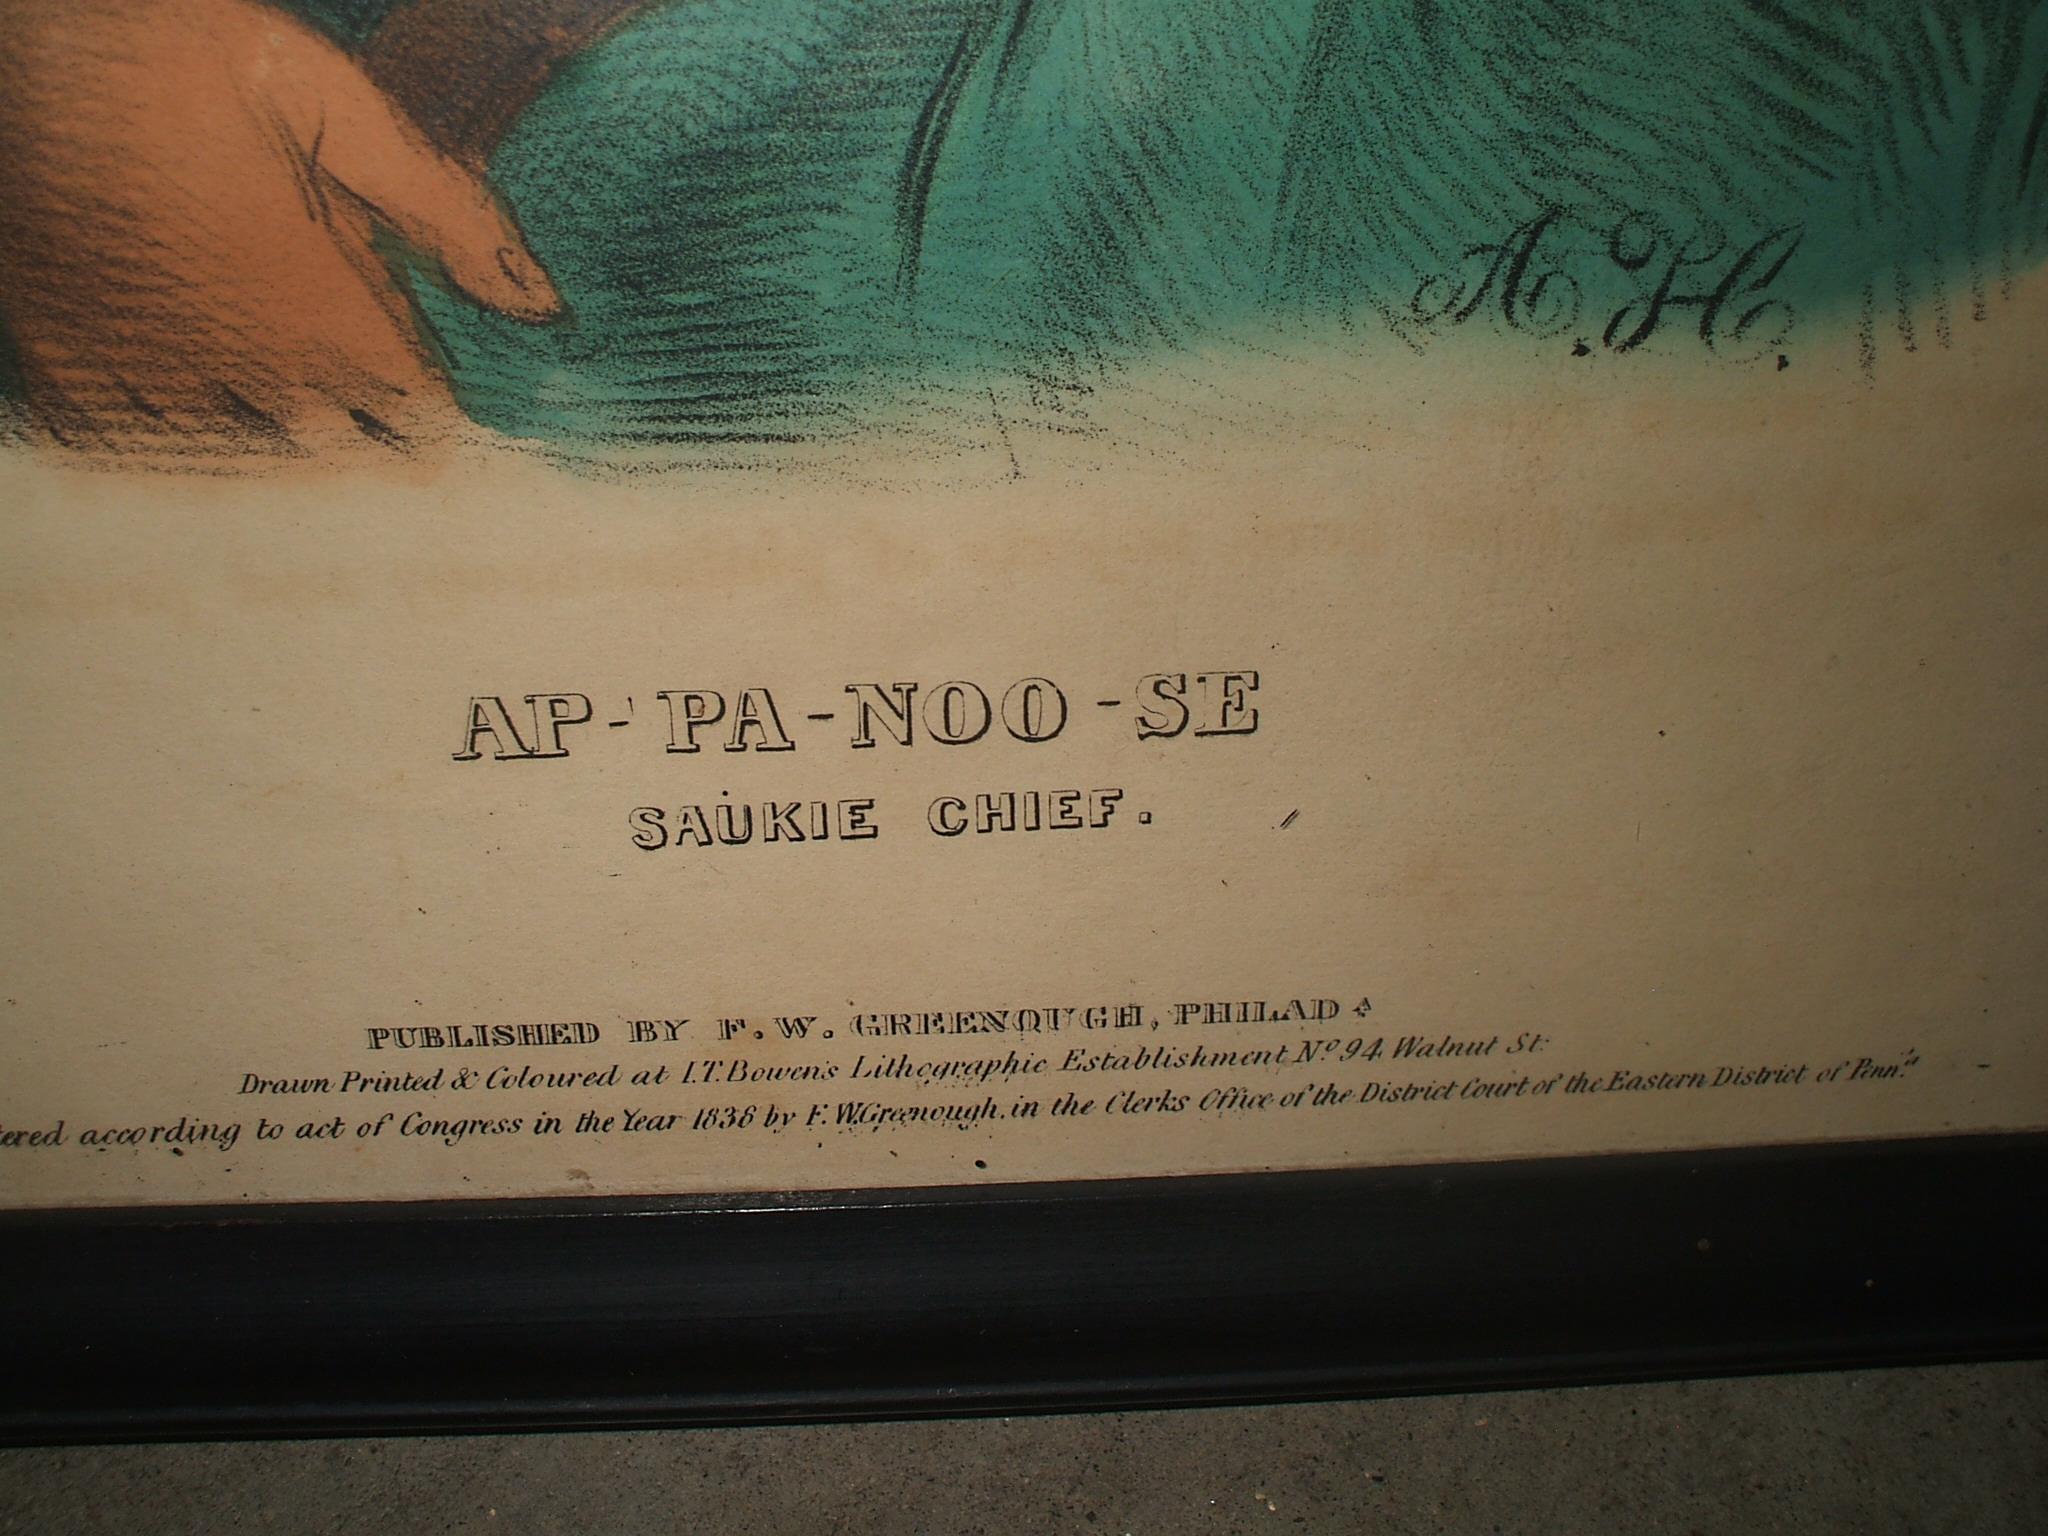 A.H.
AP-PA-NOO-SE
SAUKIE CHIEF.
PUBLISHED BY F. W. GREENOUGH, PHILADA
Drawn Printed & Coloured at I.T. Bowen's Lithographic Establishment No 94 Walnut St:
tered according to act of Congress in the Year 1838 by F. W. Greenough, in the Clerks Office of the District Court of the Eastern District of Penn.a